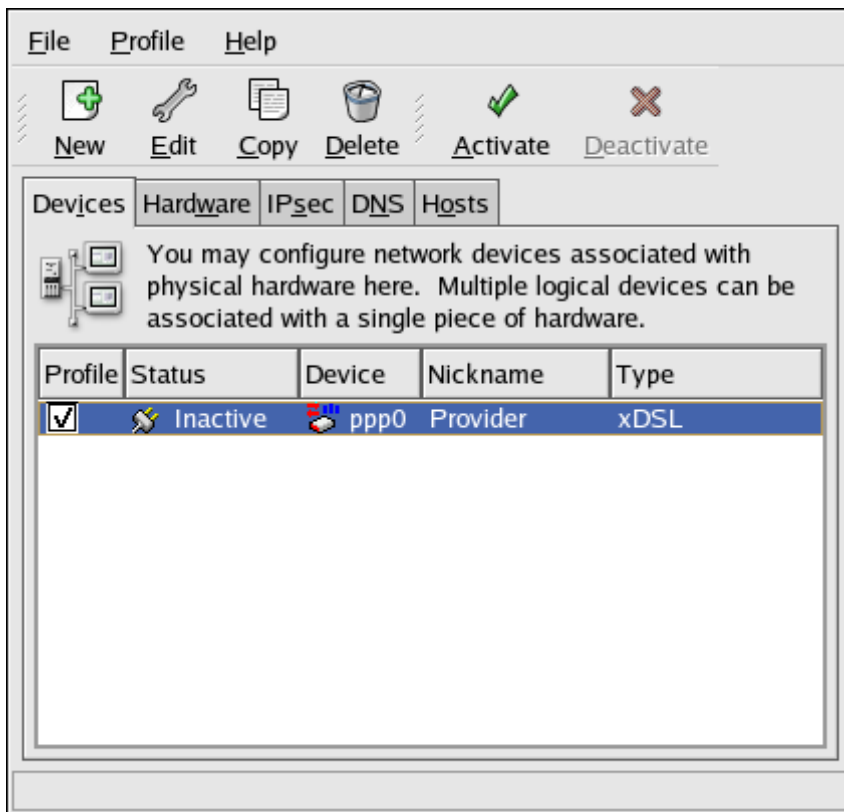 File Profile Help
New Edit Copy Delete Activate Deactivate
Devices Hardware IPsec DNS Hosts
You may configure network devices associated with
physical hardware here. Multiple logical devices can be
associated with a single piece of hardware.
Profile Status Device Nickname Type
Inactive ppp0 Provider xDSL